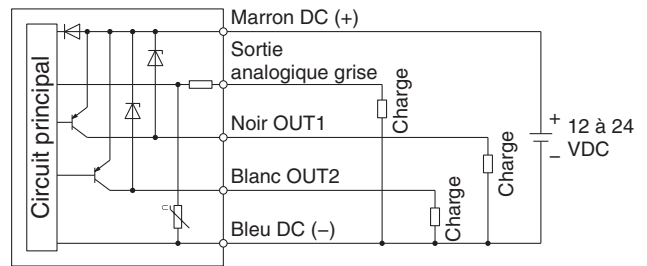 Circuit principal
Marron DC (+)
Sortie
analogique grise
Charge
Noir OUT1
Charge
Blanc OUT2
Charge
Bleu DC (−)
+
12 à 24
− VDC